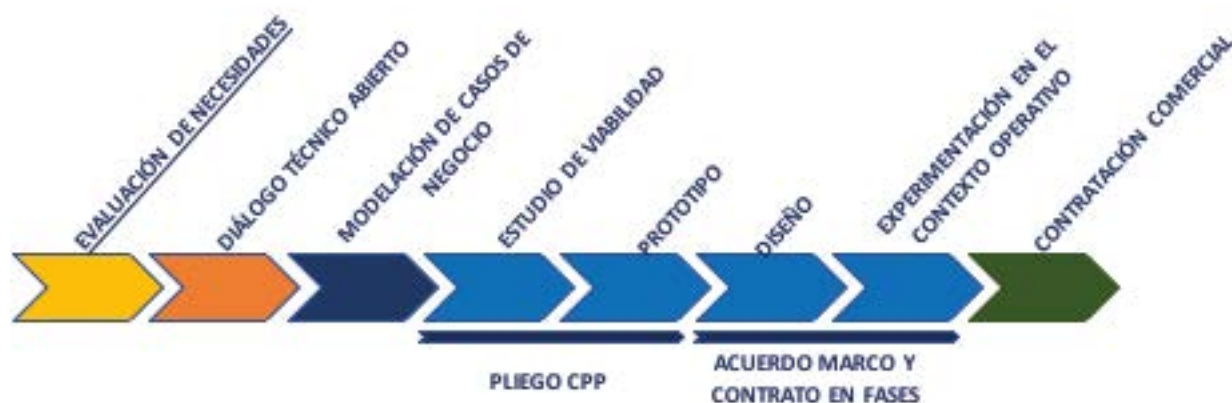 EVALUACIÓN DE NECESIDADES
DIÁLOGO TÉCNICO ABIERTO
MODELACIÓN DE CASOS DE
NEGOCIO
ESTUDIO DE VIABILIDAD
PROTOTIPO
DISEÑO
EXPERIMENTACIÓN EN EL
CONTEXTO OPERATIVO
CONTRATACIÓN COMERCIAL
PLIEGO CPP
ACUERDO MARCO Y
CONTRATO EN FASES